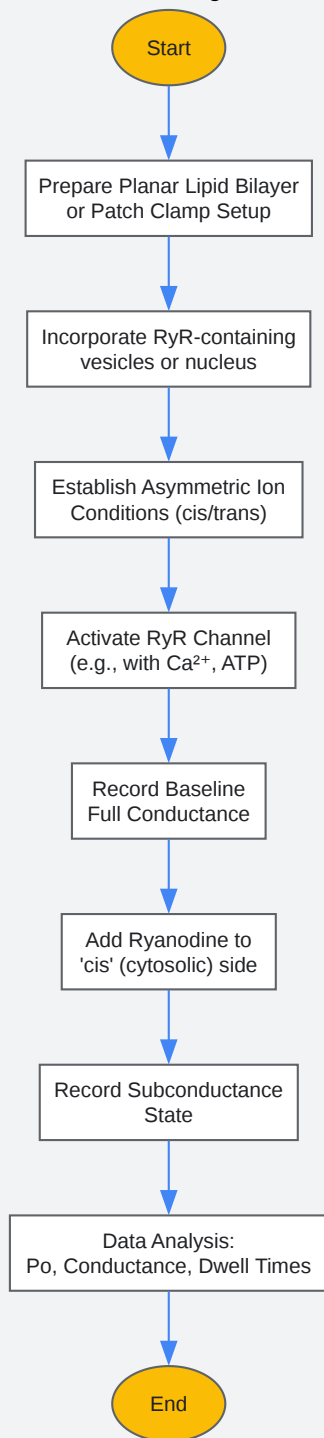 Start
Prepare Planar Lipid Bilayer
or Patch Clamp Setup
Incorporate RyR-containing
vesicles or nucleus
Establish Asymmetric Ion
Conditions (cis/trans)
Activate RyR Channel
(e.g., with Ca²⁺, ATP)
Record Baseline
Full Conductance
Add Ryanodine to
'cis' (cytosolic) side
Record Subconductance
State
Data Analysis:
Po, Conductance, Dwell Times
End